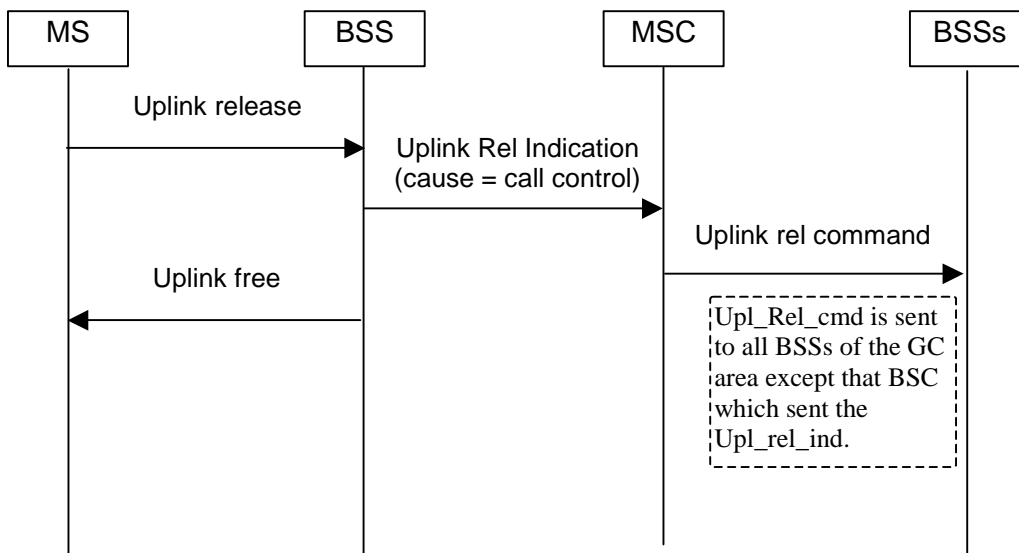 MS
BSS
MSC
BSSs
Uplink release
Uplink Rel Indication
(cause = call control)
Uplink rel command
Uplink free
Upl_Rel_cmd is sent
to all BSSs of the GC
area except that BSC
which sent the
Upl_rel_ind.